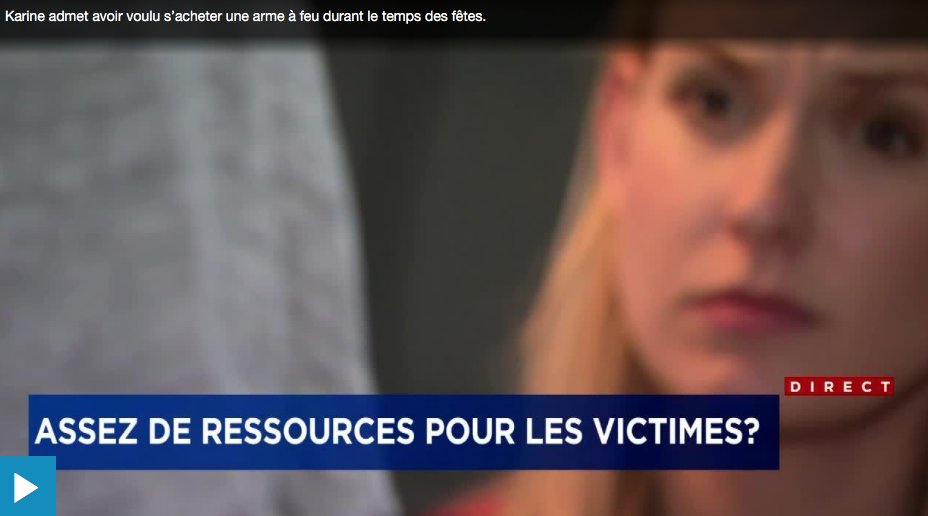 Karine admet avoir voulu s’acheter une arme à feu durant le temps des fêtes.
DIRECT
ASSEZ DE RESSOURCES POUR LES VICTIMES?